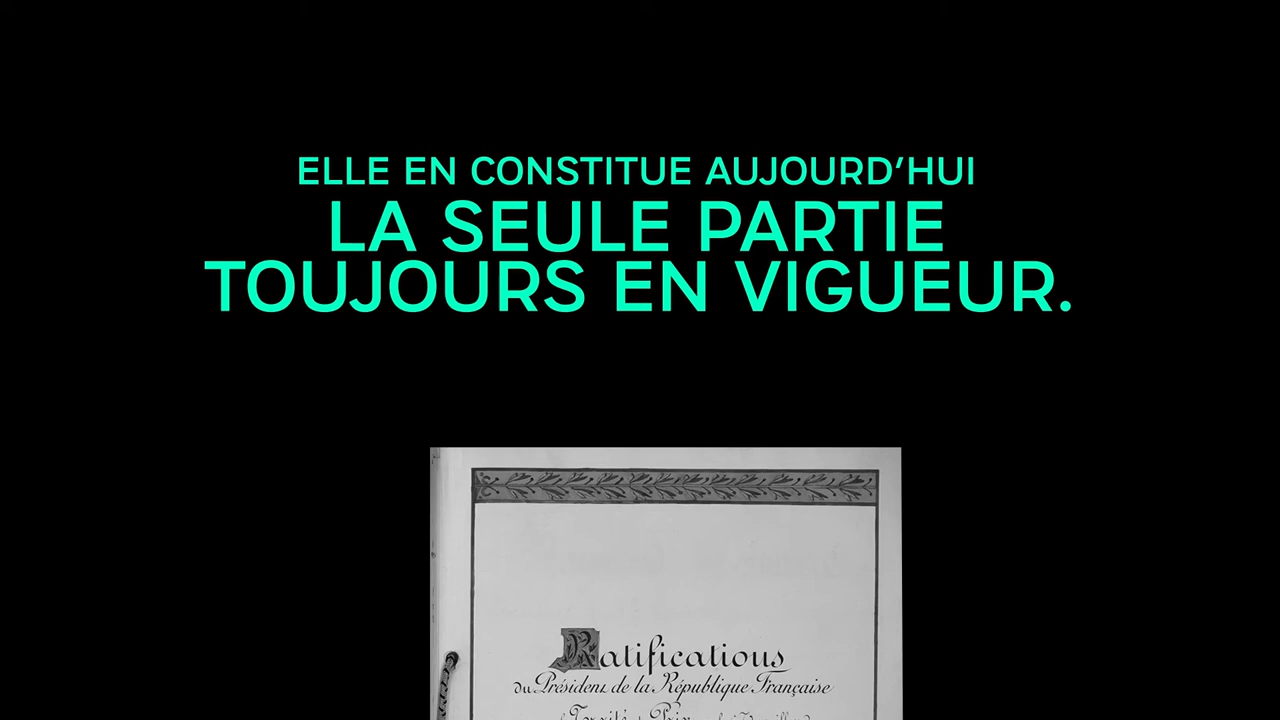 ELLE EN CONSTITUE AUJOURD’HUI
LA SEULE PARTIE
TOUJOURS EN VIGUEUR.
Ratifications
du Président de la République Française